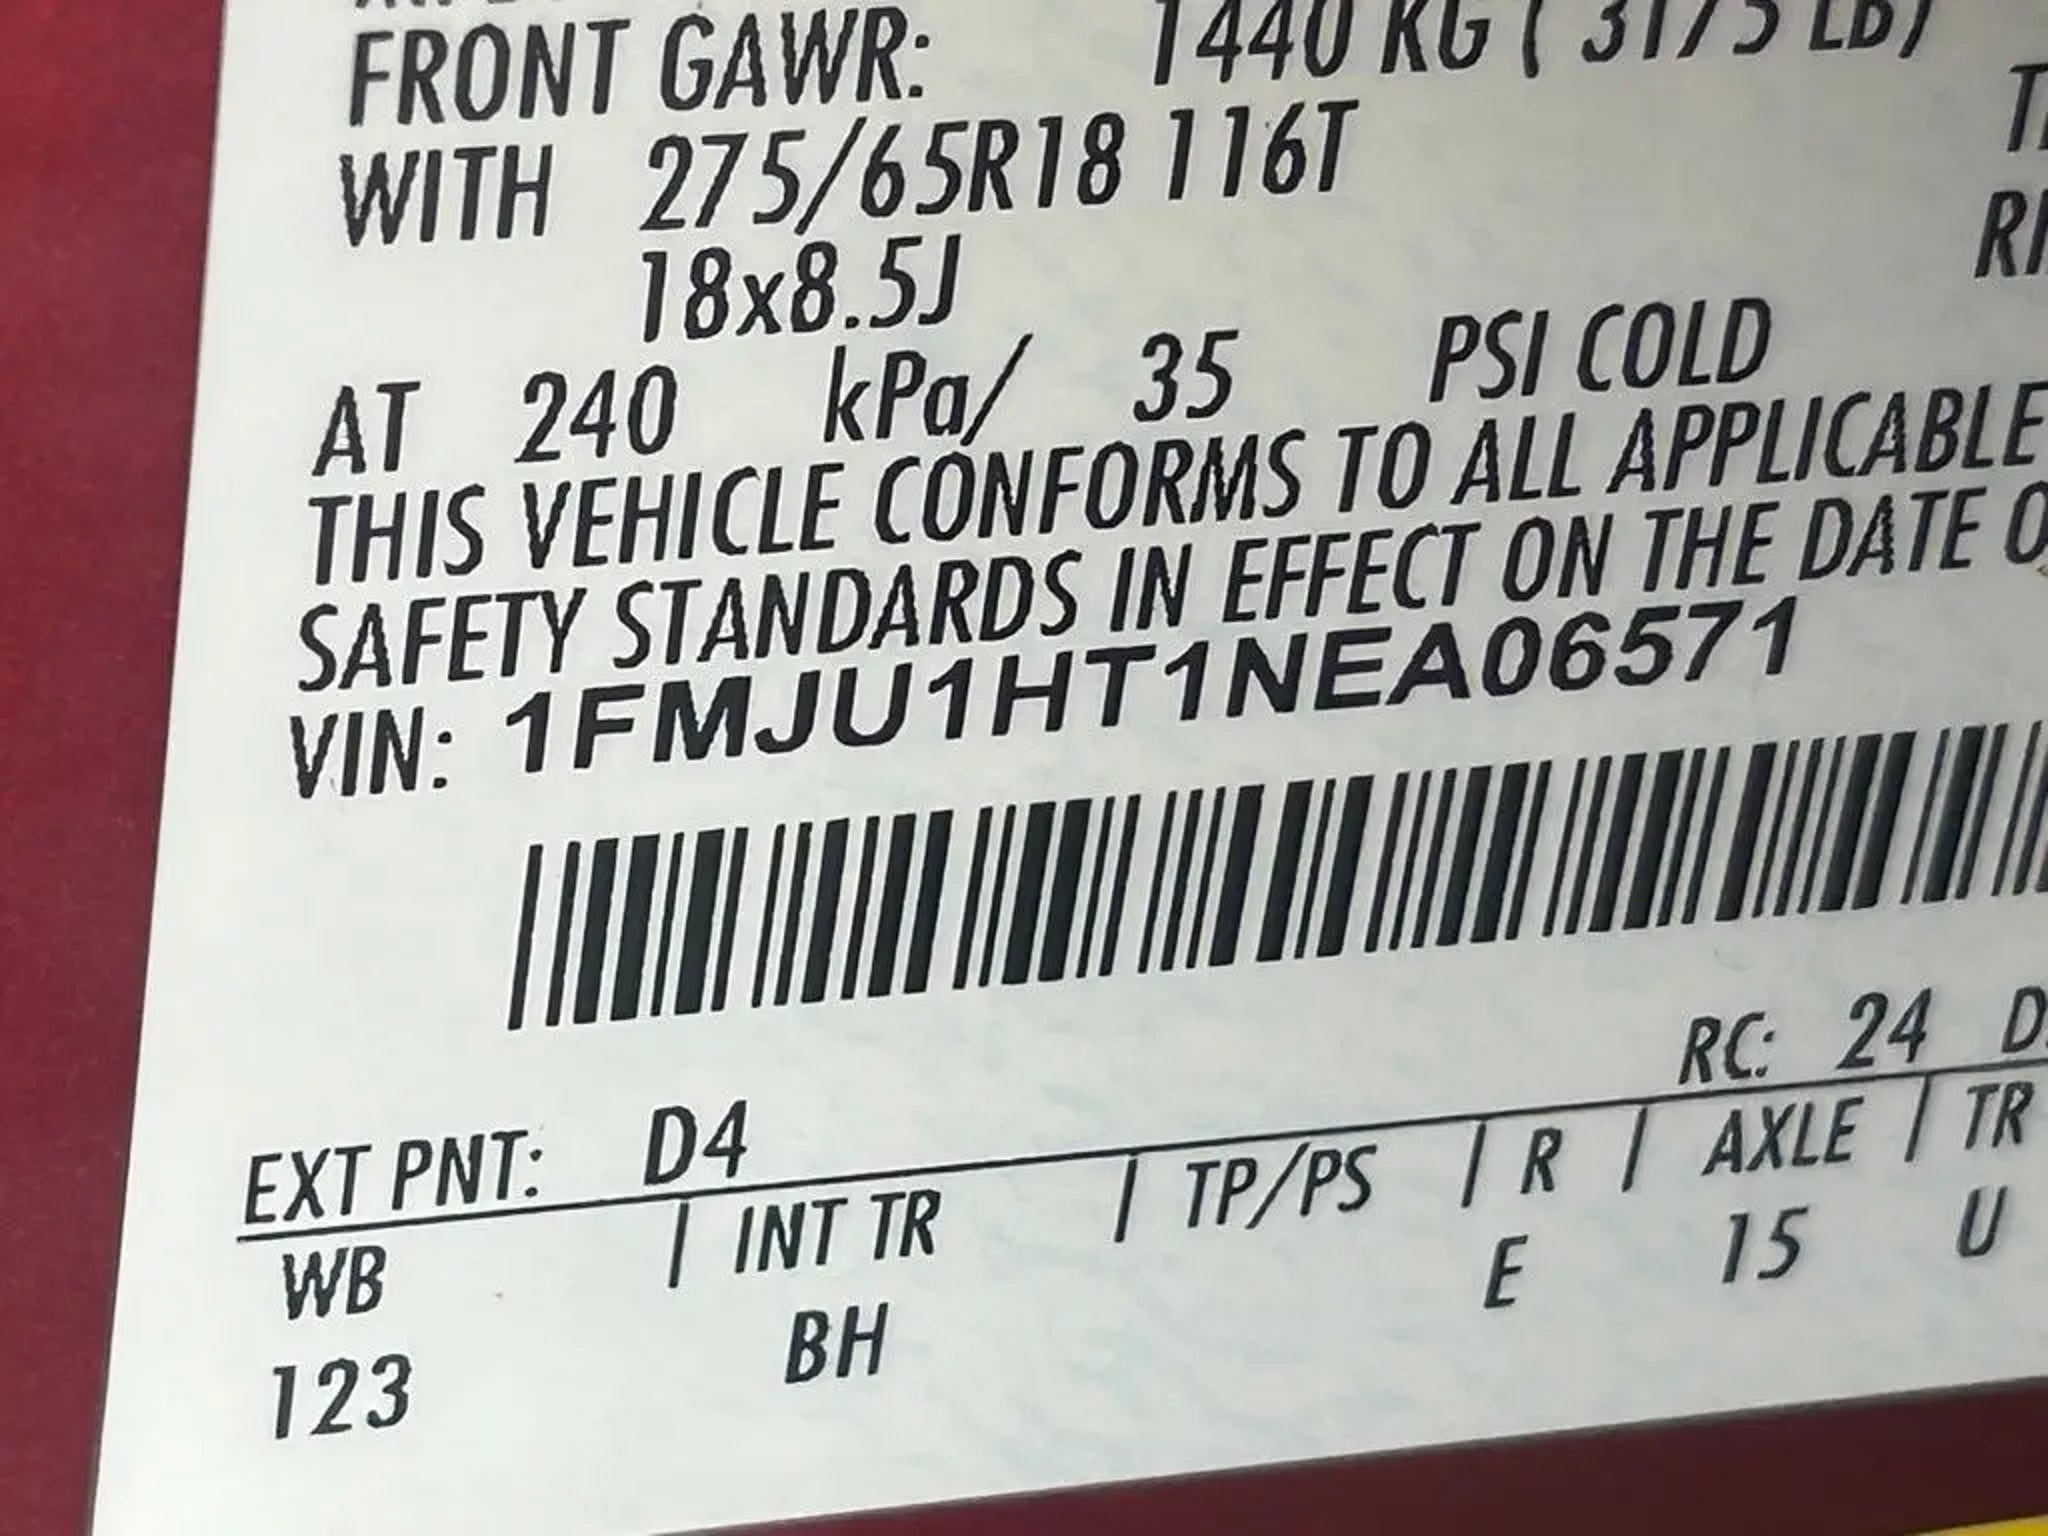 FRONT GAWR: 1440 KG ( 3175 LB)
WITH 275/65R18 116T
18x8.5J
AT 240 kPa/ 35 PSI COLD
THIS VEHICLE CONFORMS TO ALL APPLICABLE
SAFETY STANDARDS IN EFFECT ON THE DATE
VIN: 1FMJU1HT1NEA06571
RC: 24
EXT PNT: D4
WB | INT TR | TP/PS | R | AXLE | TR
123 BH E 15 U